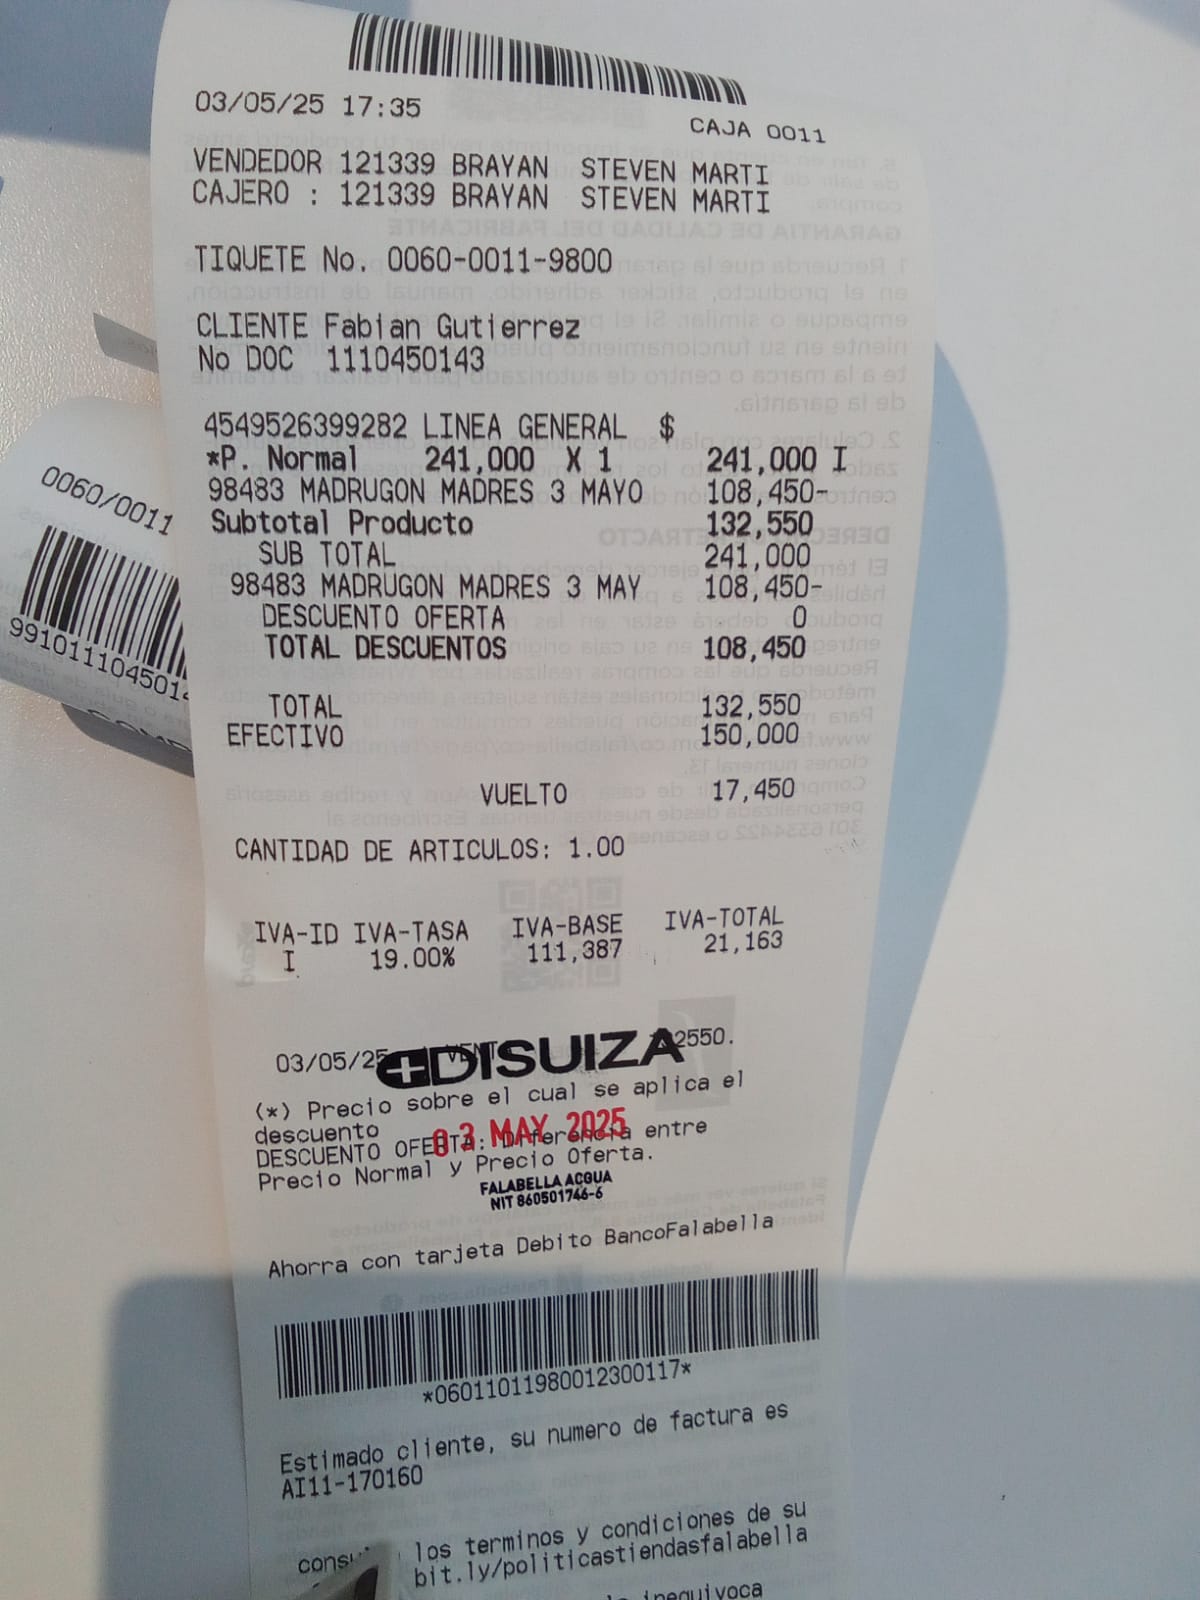 03/05/25 17:35
CAJA 0011
VENDEDOR 121339 BRAYAN STEVEN MARTI
CAJERO : 121339 BRAYAN STEVEN MARTI
TIQUETE No. 0060-0011-9800
CLIENTE Fabian Gutierrez
No DOC 1110450143
4549526399282 LINEA GENERAL $
*P. Normal 241,000 X 1 241,000 I
98483 MADRUGON MADRES 3 MAYO 108,450-
Subtotal Producto 132,550
SUB TOTAL 241,000
98483 MADRUGON MADRES 3 MAY 108,450-
DESCUENTO OFERTA 0
TOTAL DESCUENTOS 108,450
TOTAL 132,550
EFECTIVO 150,000
VUELTO 17,450
CANTIDAD DE ARTICULOS: 1.00
IVA-ID IVA-TASA IVA-BASE IVA-TOTAL
I 19.00% 111,387 21,163
03/05/25 2550.
DISUIZA
(*) Precio sobre el cual se aplica el
descuento
03 MAY 2025
DESCUENTO OFERTA: Diferencia entre
Precio Normal y Precio Oferta.
FALABELLA ACQUA
NIT 860501746-6
Ahorra con tarjeta Debito BancoFalabella
*06011011980012300117*
Estimado cliente, su numero de factura es
AI11-170160
los terminos y condiciones de su
bit.ly/politicastiendasfalabella
inequivoca
0060/0011